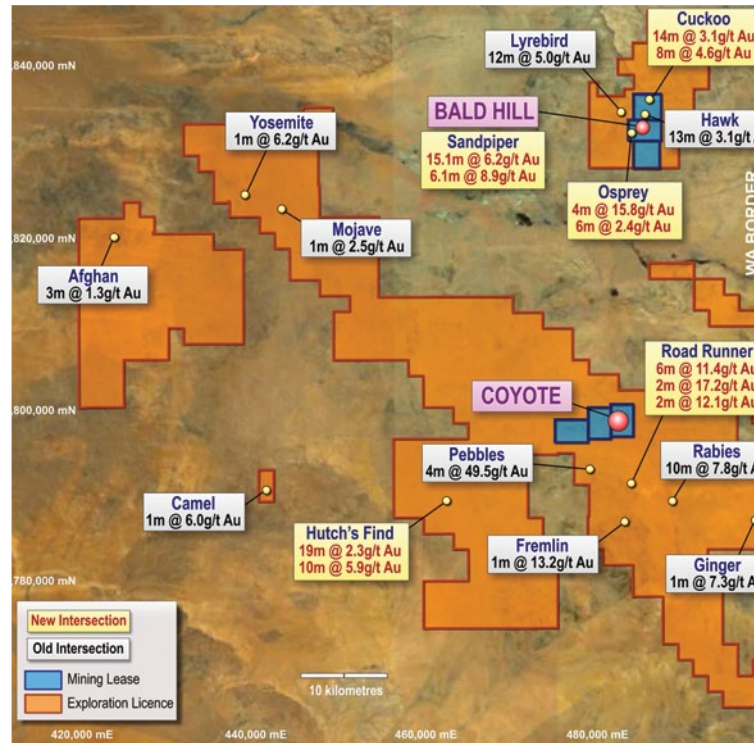 ,840,000 mN
Lyrebird
12m @ 5.0g/t Au
Cuckoo
14m @ 3.1g/t Au
8m @ 4.6g/t Au
BALD HILL
Hawk
13m @ 3.1g/t
Yosemite
1m @ 6.2g/t Au
Sandpiper
15.1m @ 6.2g/t Au
6.1m @ 8.9g/t Au
Osprey
4m @ 15.8g/t Au
6m @ 2.4g/t Au
WA BORDER
,820,000 mN
Mojave
1m @ 2.5g/t Au
Afghan
3m @ 1.3g/t Au
Road Runner
6m @ 11.4g/t Au
2m @ 17.2g/t Au
2m @ 12.1g/t Au
,800,000 mN
COYOTE
Pebbles
4m @ 49.5g/t Au
Rabies
10m @ 7.8g/t Au
Camel
1m @ 6.0g/t Au
Hutch's Find
19m @ 2.3g/t Au
10m @ 5.9g/t Au
Fremlin
1m @ 13.2g/t Au
Ginger
1m @ 7.3g/t A
,780,000 mN
New Intersection
Old Intersection
Mining Lease
Exploration Licence
10 kilometres
420,000 mE
440,000 mE
460,000 mE
480,000 mE